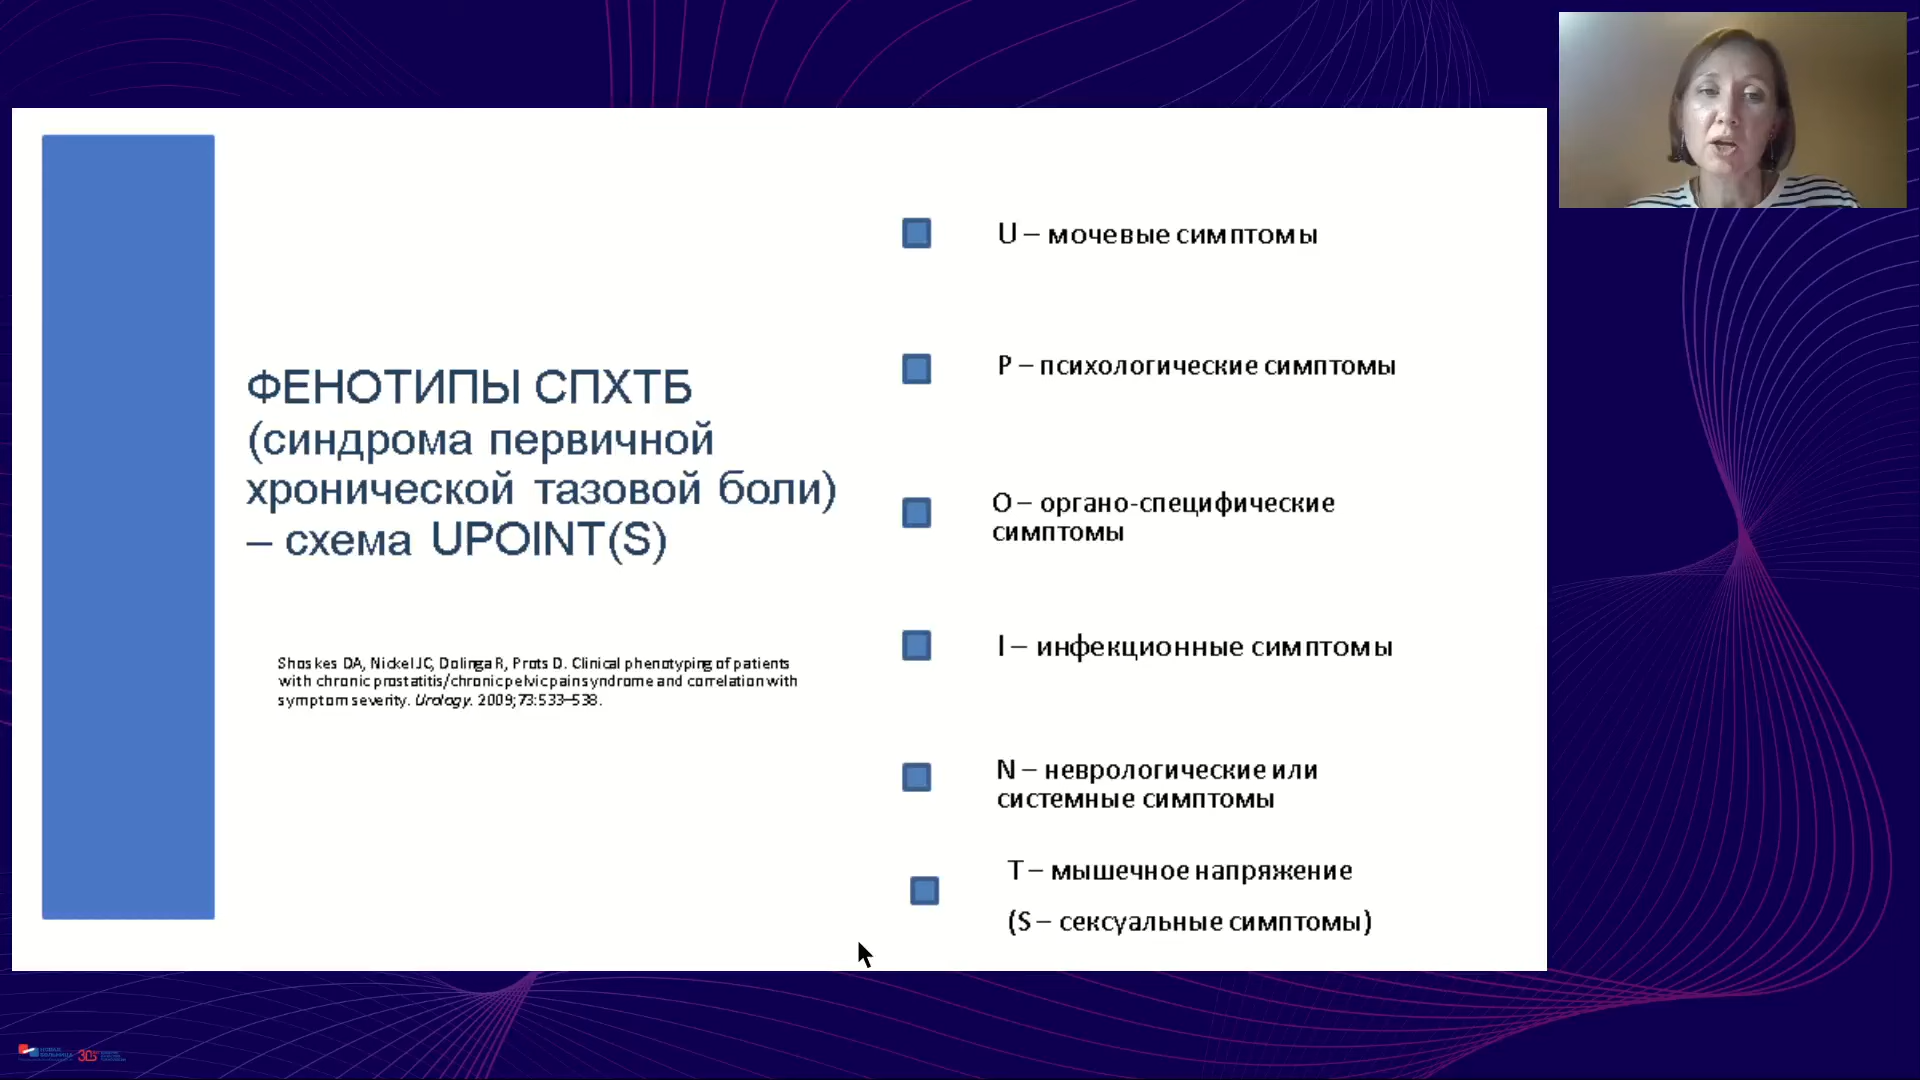 ФЕНОТИПЫ СПХТБ
(синдрома первичной
хронической тазовой боли)
– схема UPOINT(S)
Shoskes DA, Nickel JC, Dolinga R, Prots D. Clinical phenotyping of patients
with chronic prostatitis/chronic pelvic pain syndrome and correlation with
symptom severity. Urology. 2009;73:533–538.
U – мочевые симптомы
P – психологические симптомы
O – органо-специфические
симптомы
I – инфекционные симптомы
N – неврологические или
системные симптомы
T – мышечное напряжение
(S – сексуальные симптомы)